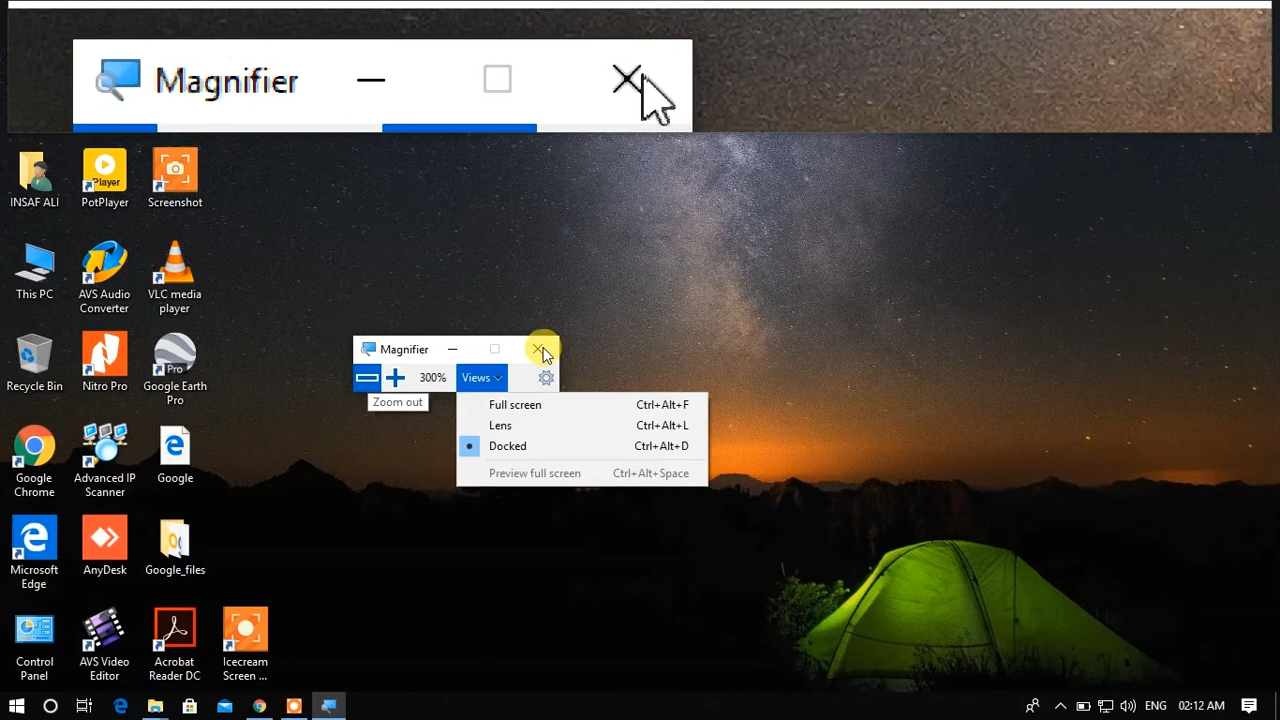 Magnifier
INSAF ALI
Player
PotPlayer
Screenshot
This PC
AVS Audio
Converter
VLC media
player
Recycle Bin
Nitro Pro
Pro
Google Earth
Pro
Google
Chrome
Advanced IP
Scanner
Google
Microsoft
Edge
AnyDesk
Google_files
Control
Panel
AVS Video
Editor
Acrobat
Reader DC
Icecream
Screen ...
Magnifier
300%
Views
Zoom out
Full screen Ctrl+Alt+F
Lens Ctrl+Alt+L
Docked Ctrl+Alt+D
Preview full screen Ctrl+Alt+Space
ENG
02:12 AM